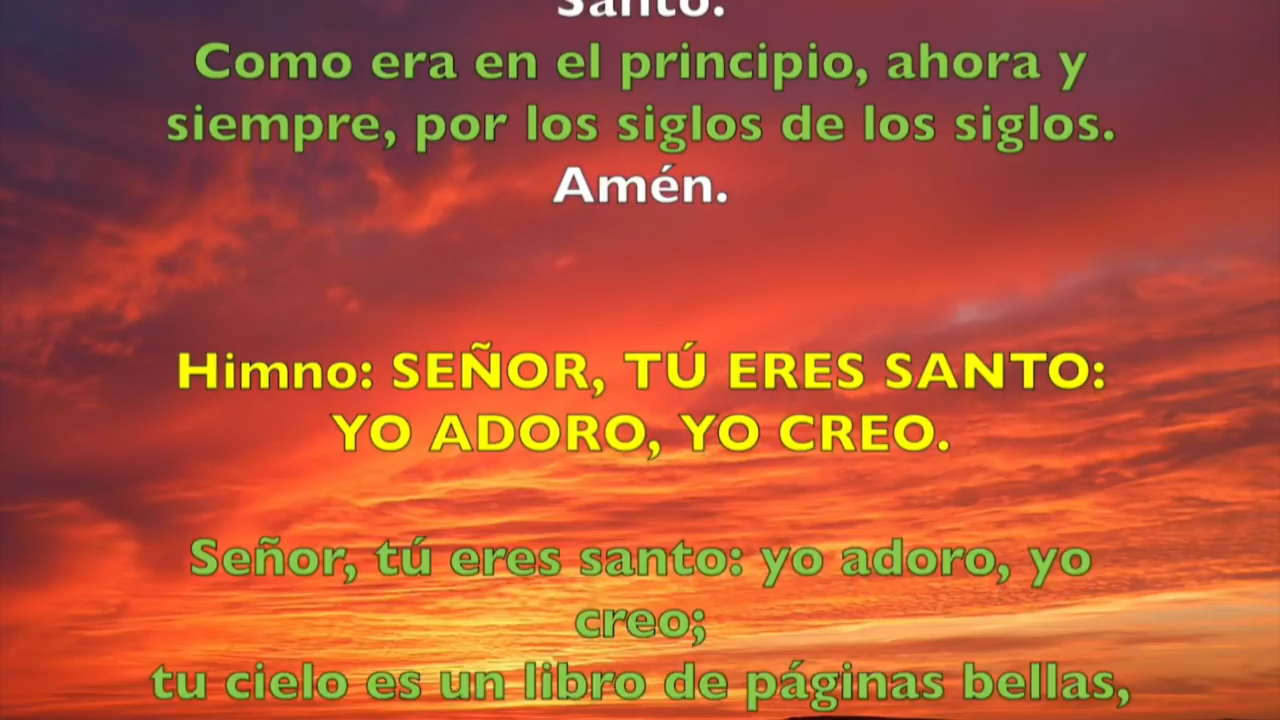 Santo.
Como era en el principio, ahora y
siempre, por los siglos de los siglos.
Amén.
Himno: SEÑOR, TÚ ERES SANTO:
YO ADORO, YO CREO.
Señor, tú eres santo: yo adoro, yo
creo;
tu cielo es un libro de páginas bellas,